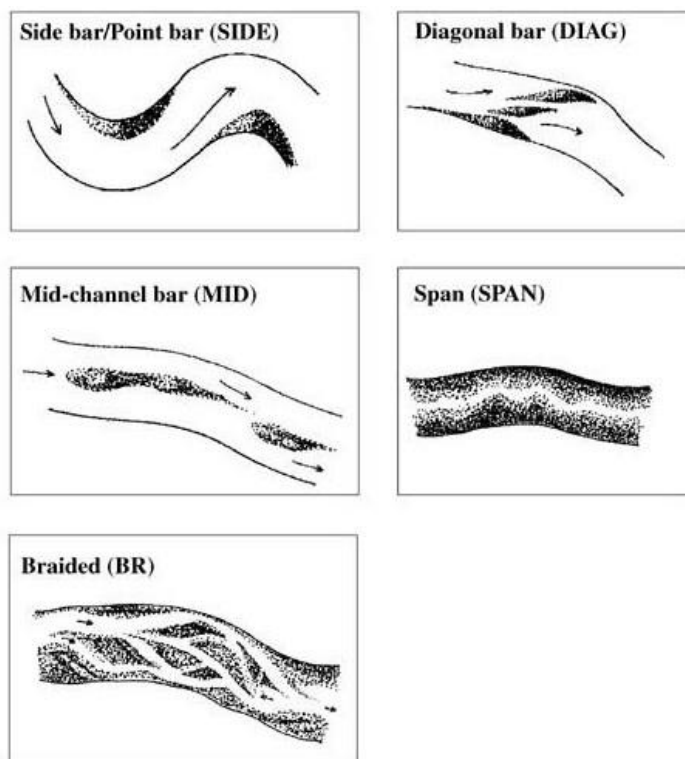 Side bar/Point bar (SIDE)
Diagonal bar (DIAG)
Mid-channel bar (MID)
Span (SPAN)
Braided (BR)